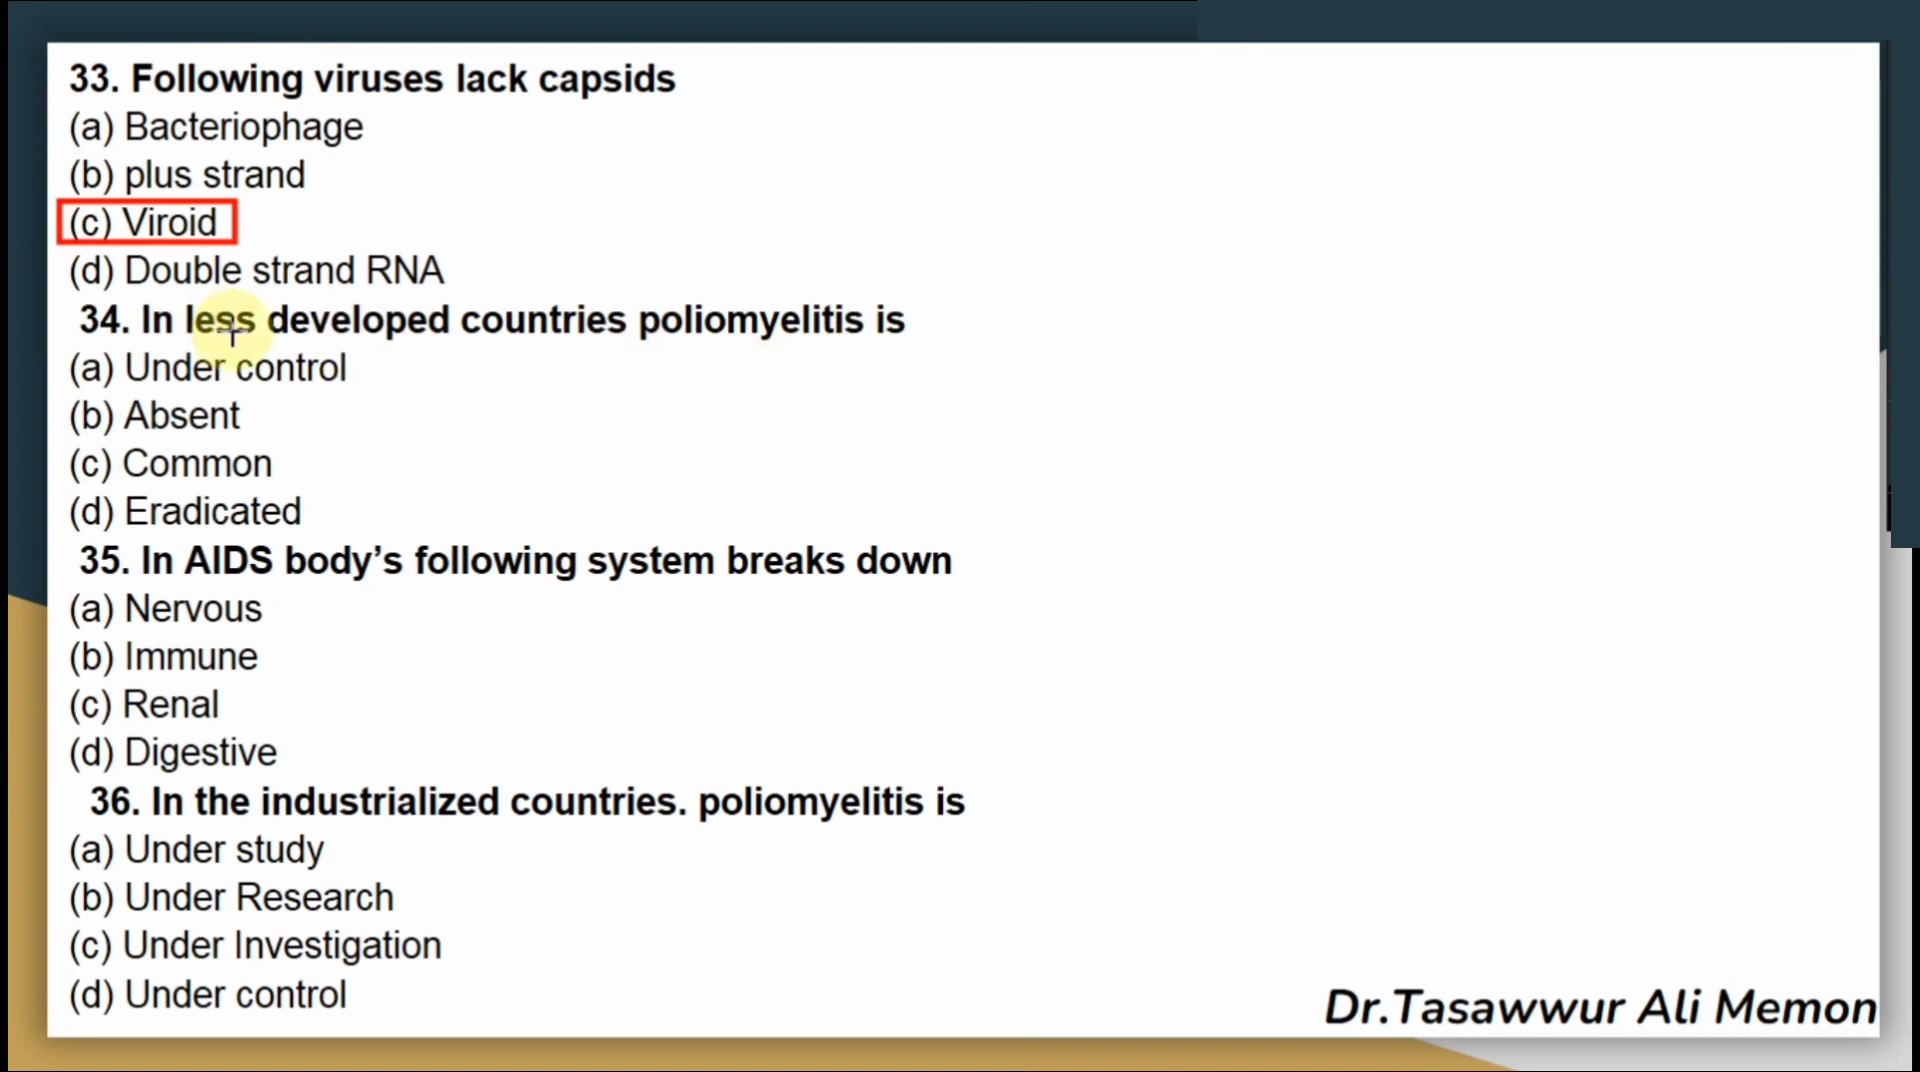 33. Following viruses lack capsids
(a) Bacteriophage
(b) plus strand
(c) Viroid
(d) Double strand RNA
34. In less developed countries poliomyelitis is
(a) Under control
(b) Absent
(c) Common
(d) Eradicated
35. In AIDS body’s following system breaks down
(a) Nervous
(b) Immune
(c) Renal
(d) Digestive
36. In the industrialized countries. poliomyelitis is
(a) Under study
(b) Under Research
(c) Under Investigation
(d) Under control
Dr.Tasawwur Ali Memon